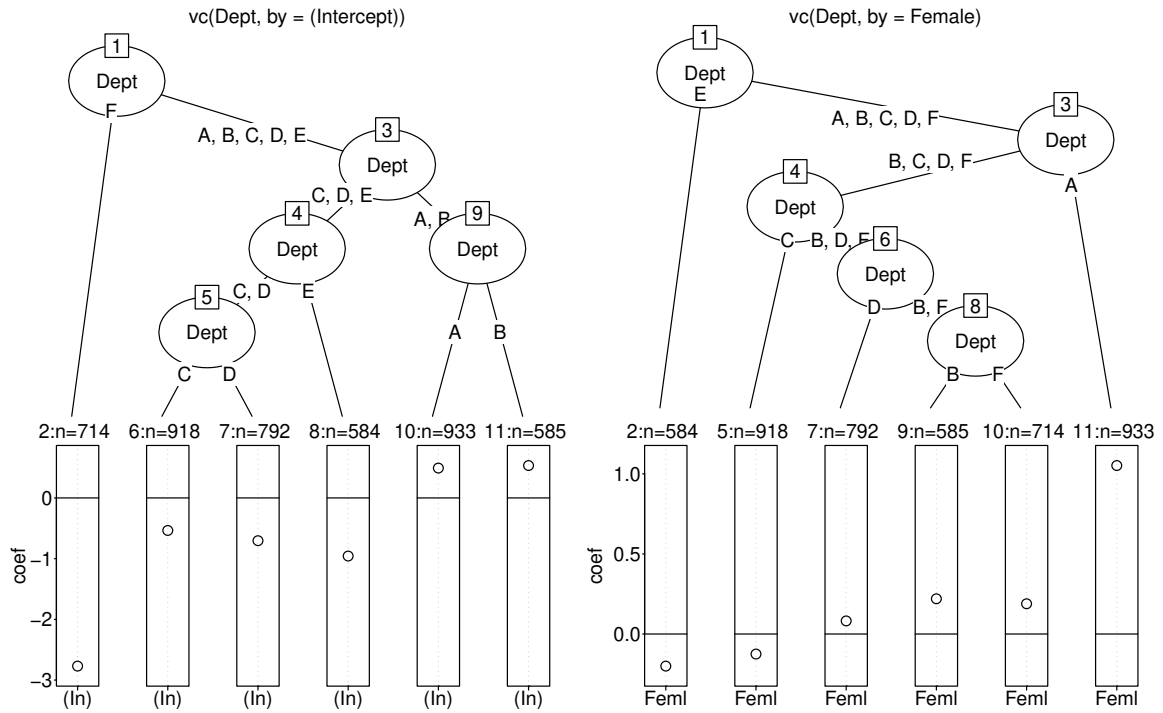 vc(Dept, by = (Intercept))
1
Dept
F
A, B, C, D, E
3
Dept
C, D, E
A, B
4
Dept
9
Dept
C, D
E
5
Dept
A
B
C
D
2:n=714
6:n=918
7:n=792
8:n=584
10:n=933
11:n=585
coef
0
−1
−2
−3
(In)
(In)
(In)
(In)
(In)
(In)
vc(Dept, by = Female)
1
Dept
E
A, B, C, D, F
3
Dept
B, C, D, F
A
4
Dept
C
B, D, F
6
Dept
D
B, F
8
Dept
B
F
2:n=584
5:n=918
7:n=792
9:n=585
10:n=714
11:n=933
coef
1.0
0.5
0.0
Feml
Feml
Feml
Feml
Feml
Feml